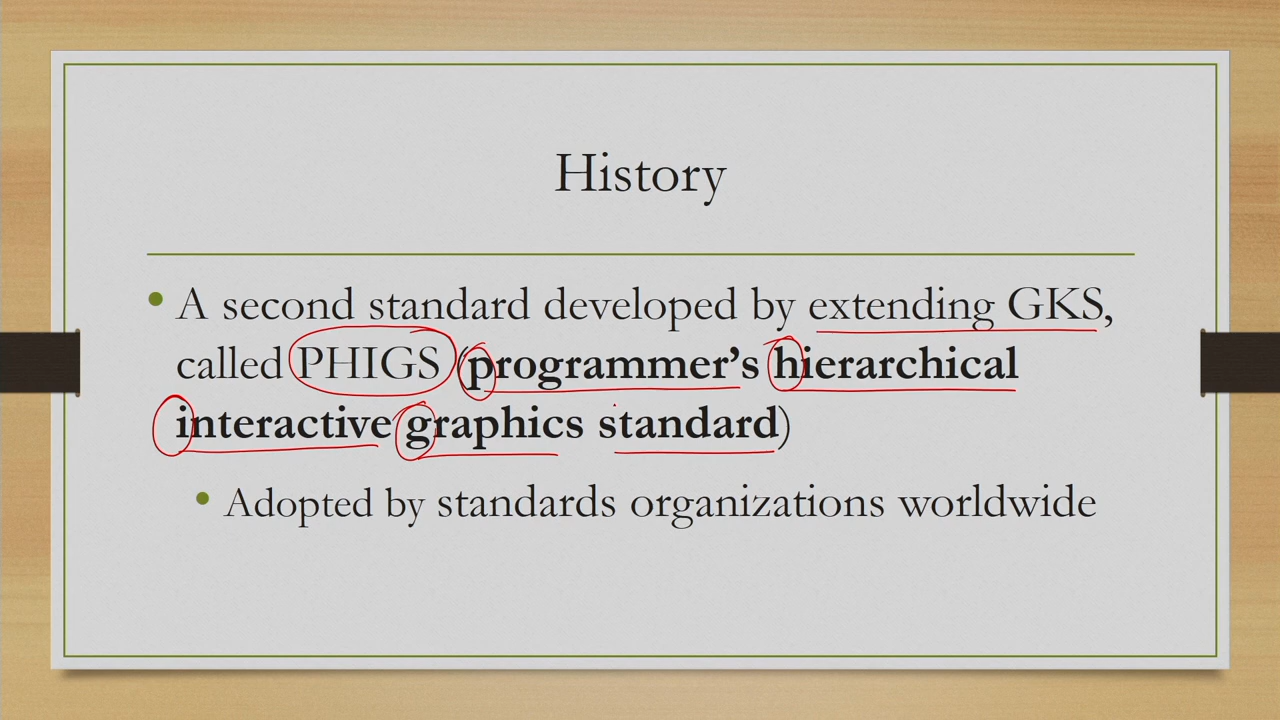 History
• A second standard developed by extending GKS,
called PHIGS (programmer’s hierarchical
interactive graphics standard)
• Adopted by standards organizations worldwide